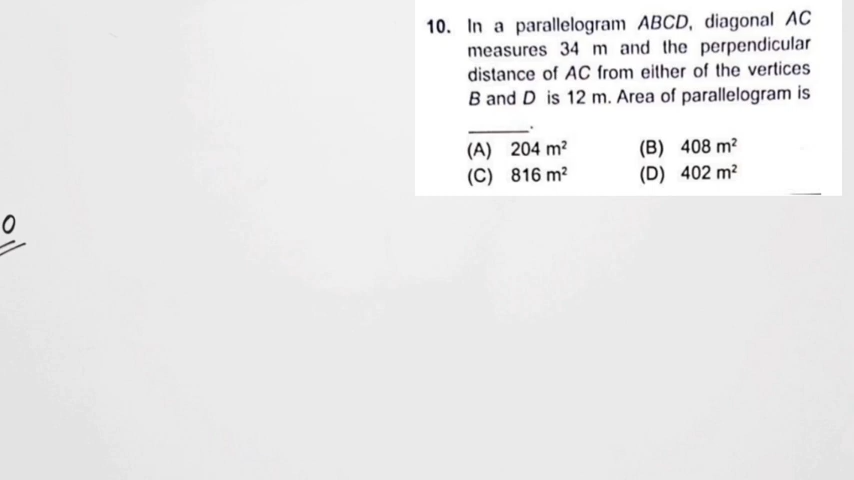 10. In a parallelogram ABCD, diagonal AC
measures 34 m and the perpendicular
distance of AC from either of the vertices
B and D is 12 m. Area of parallelogram is
______.
(A) 204 m² (B) 408 m²
(C) 816 m² (D) 402 m²
0